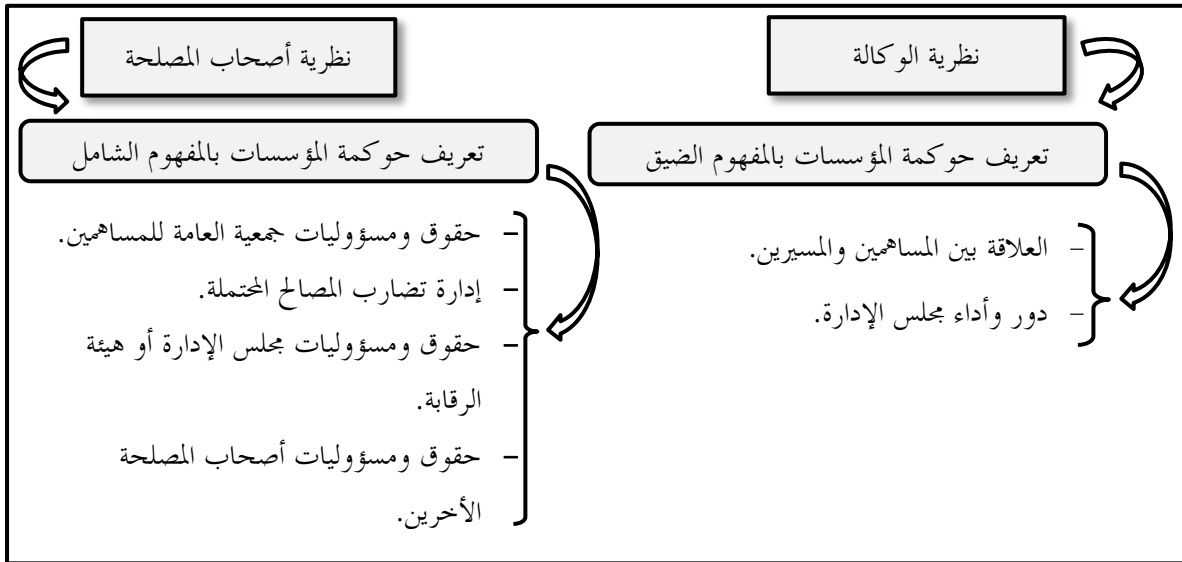 نظرية الوكالة
نظرية أصحاب المصلحة
تعريف حوكمة المؤسسات بالمفهوم الضيق
تعريف حوكمة المؤسسات بالمفهوم الشامل
- العلاقة بين المساهمين والمسيرين.
- دور وأداء مجلس الإدارة.
- حقوق ومسؤوليات جمعية العامة للمساهمين.
- إدارة تضارب المصالح المحتملة.
- حقوق ومسؤوليات مجلس الإدارة أو هيئة
الرقابة.
- حقوق ومسؤوليات أصحاب المصلحة
الأخرين.